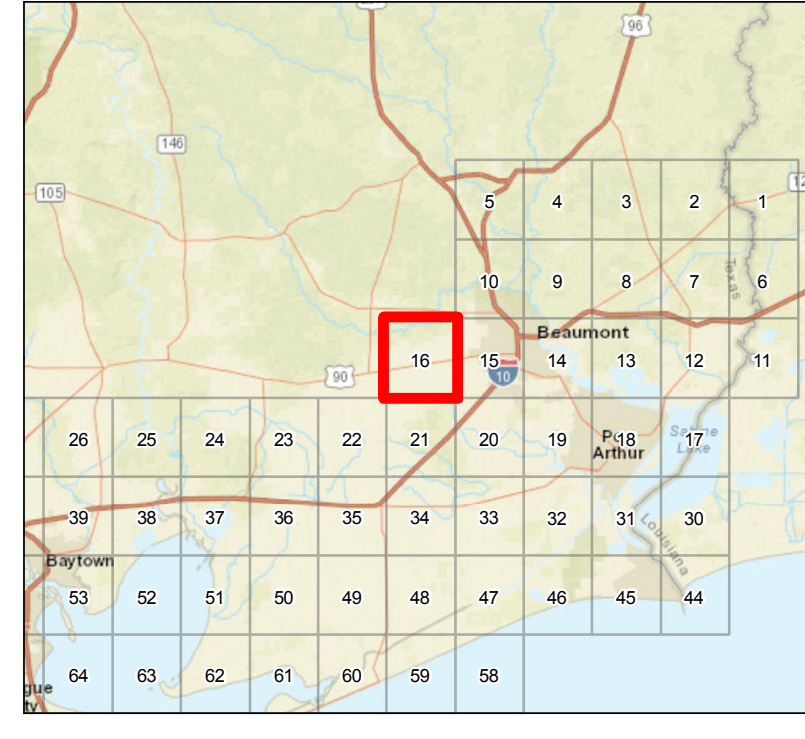 96
146
105
12
5 4 3 2 1
10 9 8 7 6
Texas
Beaumont
16 15 14 13 12 11
10
90
26 25 24 23 22 21 20 19 18 17
Port
Arthur
Sabine
Lake
39 38 37 36 35 34 33 32 31 30
Louisiana
Baytown
53 52 51 50 49 48 47 46 45 44
64 63 62 61 60 59 58
gue
ty